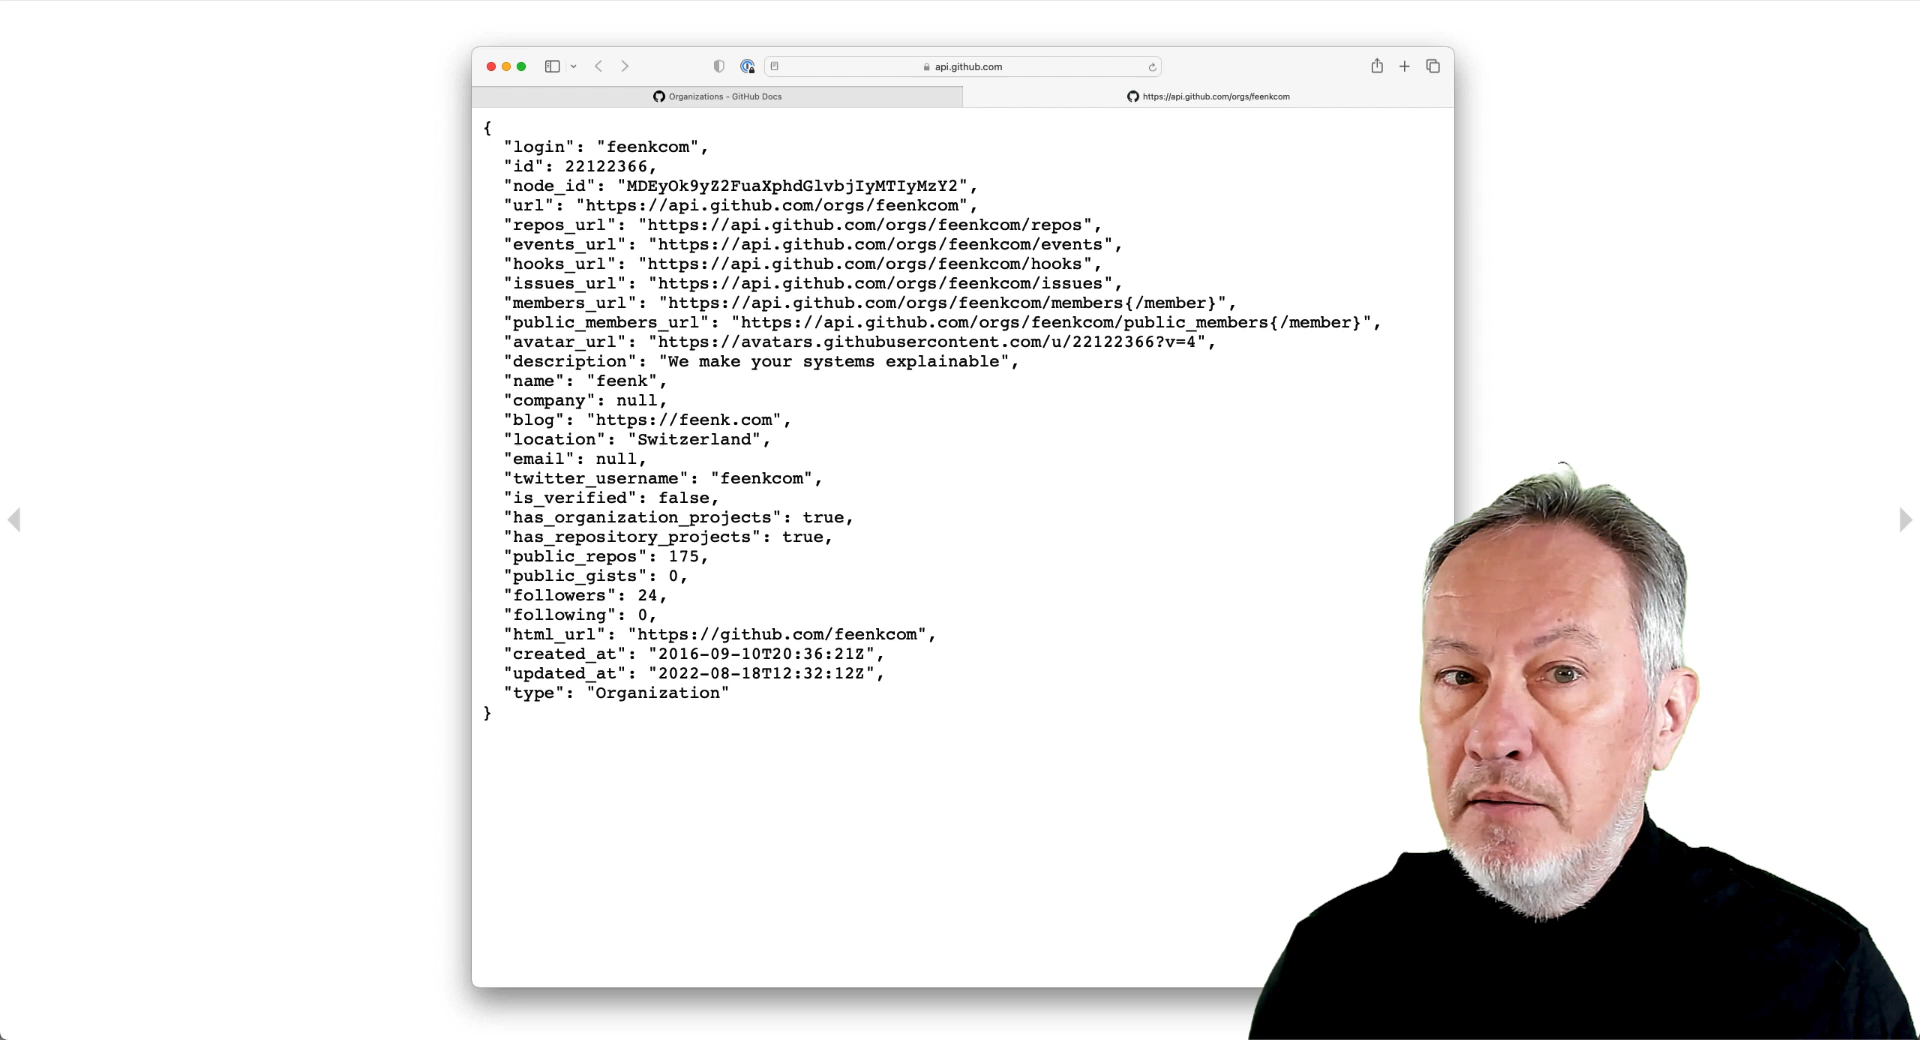 api.github.com
Organizations - GitHub Docs
https://api.github.com/orgs/feenkcom
{
"login": "feenkcom",
"id": 22122366,
"node_id": "MDEyOk9yZ2FuaXphdGlvbjIyMTIyMzY2",
"url": "https://api.github.com/orgs/feenkcom",
"repos_url": "https://api.github.com/orgs/feenkcom/repos",
"events_url": "https://api.github.com/orgs/feenkcom/events",
"hooks_url": "https://api.github.com/orgs/feenkcom/hooks",
"issues_url": "https://api.github.com/orgs/feenkcom/issues",
"members_url": "https://api.github.com/orgs/feenkcom/members{/member}",
"public_members_url": "https://api.github.com/orgs/feenkcom/public_members{/member}",
"avatar_url": "https://avatars.githubusercontent.com/u/22122366?v=4",
"description": "We make your systems explainable",
"name": "feenk",
"company": null,
"blog": "https://feenk.com",
"location": "Switzerland",
"email": null,
"twitter_username": "feenkcom",
"is_verified": false,
"has_organization_projects": true,
"has_repository_projects": true,
"public_repos": 175,
"public_gists": 0,
"followers": 24,
"following": 0,
"html_url": "https://github.com/feenkcom",
"created_at": "2016-09-10T20:36:21Z",
"updated_at": "2022-08-18T12:32:12Z",
"type": "Organization"
}